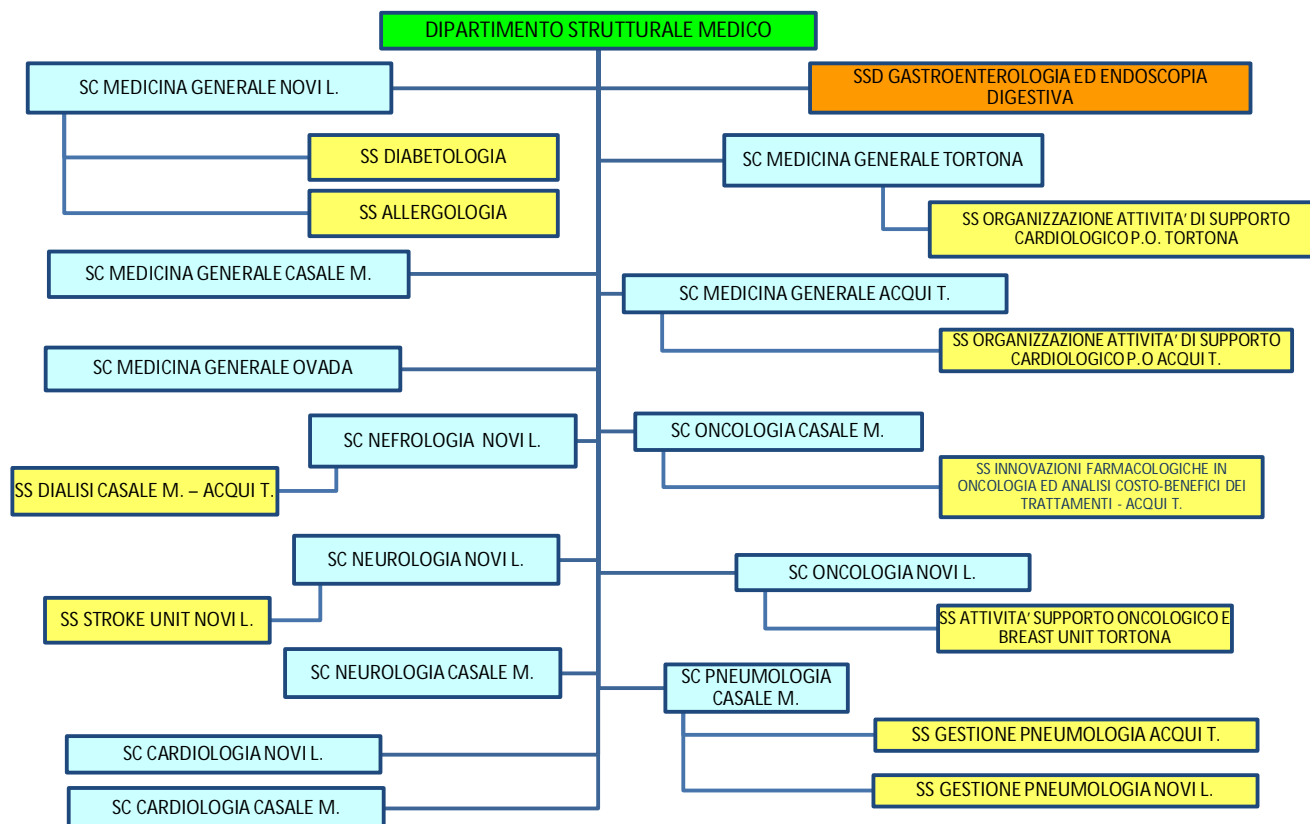 DIPARTIMENTO STRUTTURALE MEDICO
SC MEDICINA GENERALE NOVI L.
SSD GASTROENTEROLOGIA ED ENDOSCOPIA
DIGESTIVA
SS DIABETOLOGIA
SS ALLERGOLOGIA
SC MEDICINA GENERALE TORTONA
SS ORGANIZZAZIONE ATTIVITA' DI SUPPORTO
CARDIOLOGICO P.O. TORTONA
SC MEDICINA GENERALE CASALE M.
SC MEDICINA GENERALE ACQUI T.
SS ORGANIZZAZIONE ATTIVITA' DI SUPPORTO
CARDIOLOGICO P.O ACQUI T.
SC MEDICINA GENERALE OVADA
SC NEFROLOGIA NOVI L.
SS DIALISI CASALE M. – ACQUI T.
SC ONCOLOGIA CASALE M.
SS INNOVAZIONI FARMACOLOGICHE IN
ONCOLOGIA ED ANALISI COSTO-BENEFICI DEI
TRATTAMENTI - ACQUI T.
SC NEUROLOGIA NOVI L.
SS STROKE UNIT NOVI L.
SC ONCOLOGIA NOVI L.
SS ATTIVITA' SUPPORTO ONCOLOGICO E
BREAST UNIT TORTONA
SC NEUROLOGIA CASALE M.
SC PNEUMOLOGIA
CASALE M.
SS GESTIONE PNEUMOLOGIA ACQUI T.
SS GESTIONE PNEUMOLOGIA NOVI L.
SC CARDIOLOGIA NOVI L.
SC CARDIOLOGIA CASALE M.